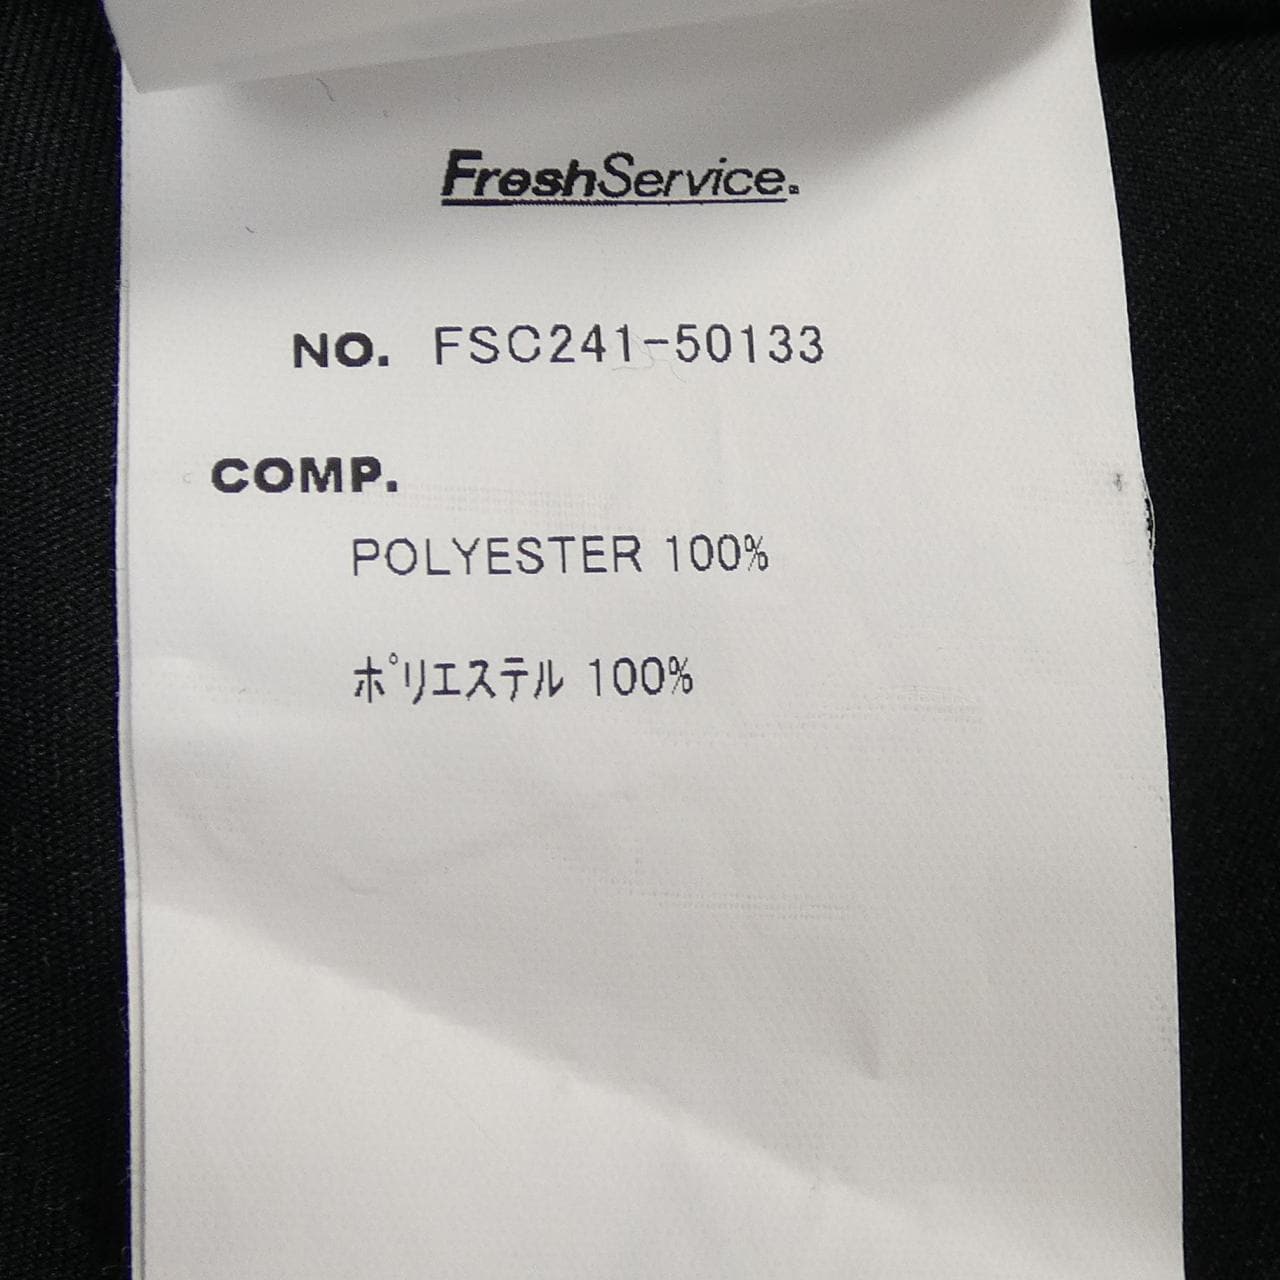 FreshService.
NO. FSC241-50133
COMP.
POLYESTER 100%
ﾎﾟﾘｴｽﾃﾙ 100%